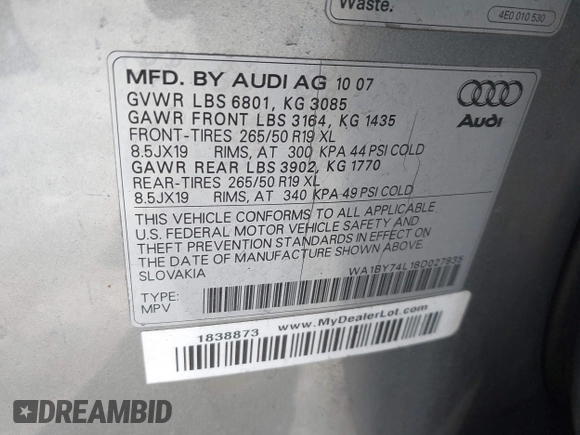 Waste.
4E0 010 530
MFD. BY AUDI AG 10 07
GVWR LBS 6801, KG 3085
GAWR FRONT LBS 3164, KG 1435
FRONT-TIRES 265/50 R19 XL
8.5JX19 RIMS, AT 300 KPA 44 PSI COLD
GAWR REAR LBS 3902, KG 1770
REAR-TIRES 265/50 R19 XL
8.5JX19 RIMS, AT 340 KPA 49 PSI COLD
Audi
THIS VEHICLE CONFORMS TO ALL APPLICABLE
U.S. FEDERAL MOTOR VEHICLE SAFETY AND
THEFT PREVENTION STANDARDS IN EFFECT ON
THE DATE OF MANUFACTURE SHOWN ABOVE.
SLOVAKIA
WA1BY74L18D027935
TYPE:
MPV
1838873 www.MyDealerLot.com
DREAMBID